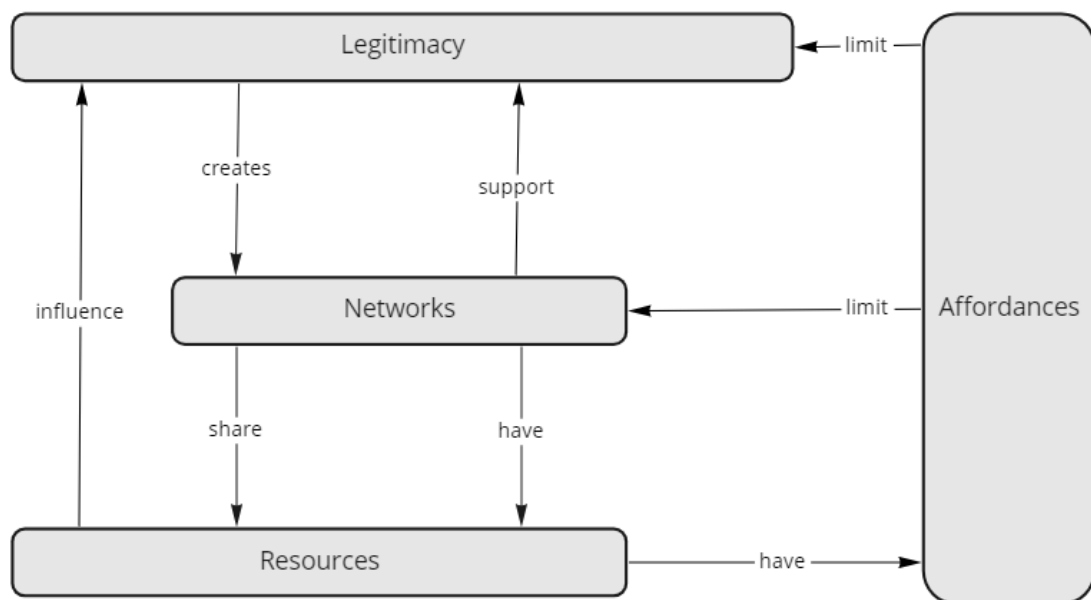 Legitimacy
limit
creates
support
influence
Networks
limit
Affordances
share
have
Resources
have